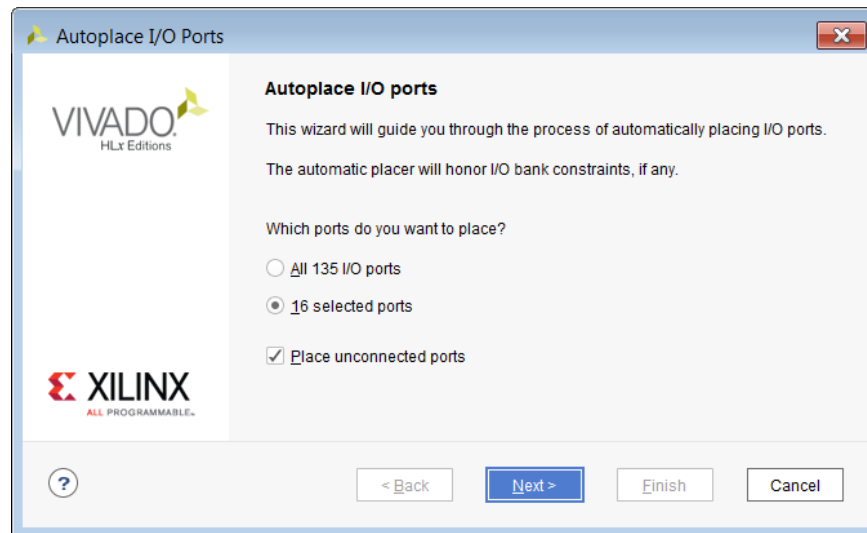 Autoplace I/O Ports
VIVADO.
HLx Editions
Autoplace I/O ports
This wizard will guide you through the process of automatically placing I/O ports.
The automatic placer will honor I/O bank constraints, if any.
Which ports do you want to place?
All 135 I/O ports
16 selected ports
Place unconnected ports
XILINX
ALL PROGRAMMABLE™
?
< Back
Next >
Finish
Cancel